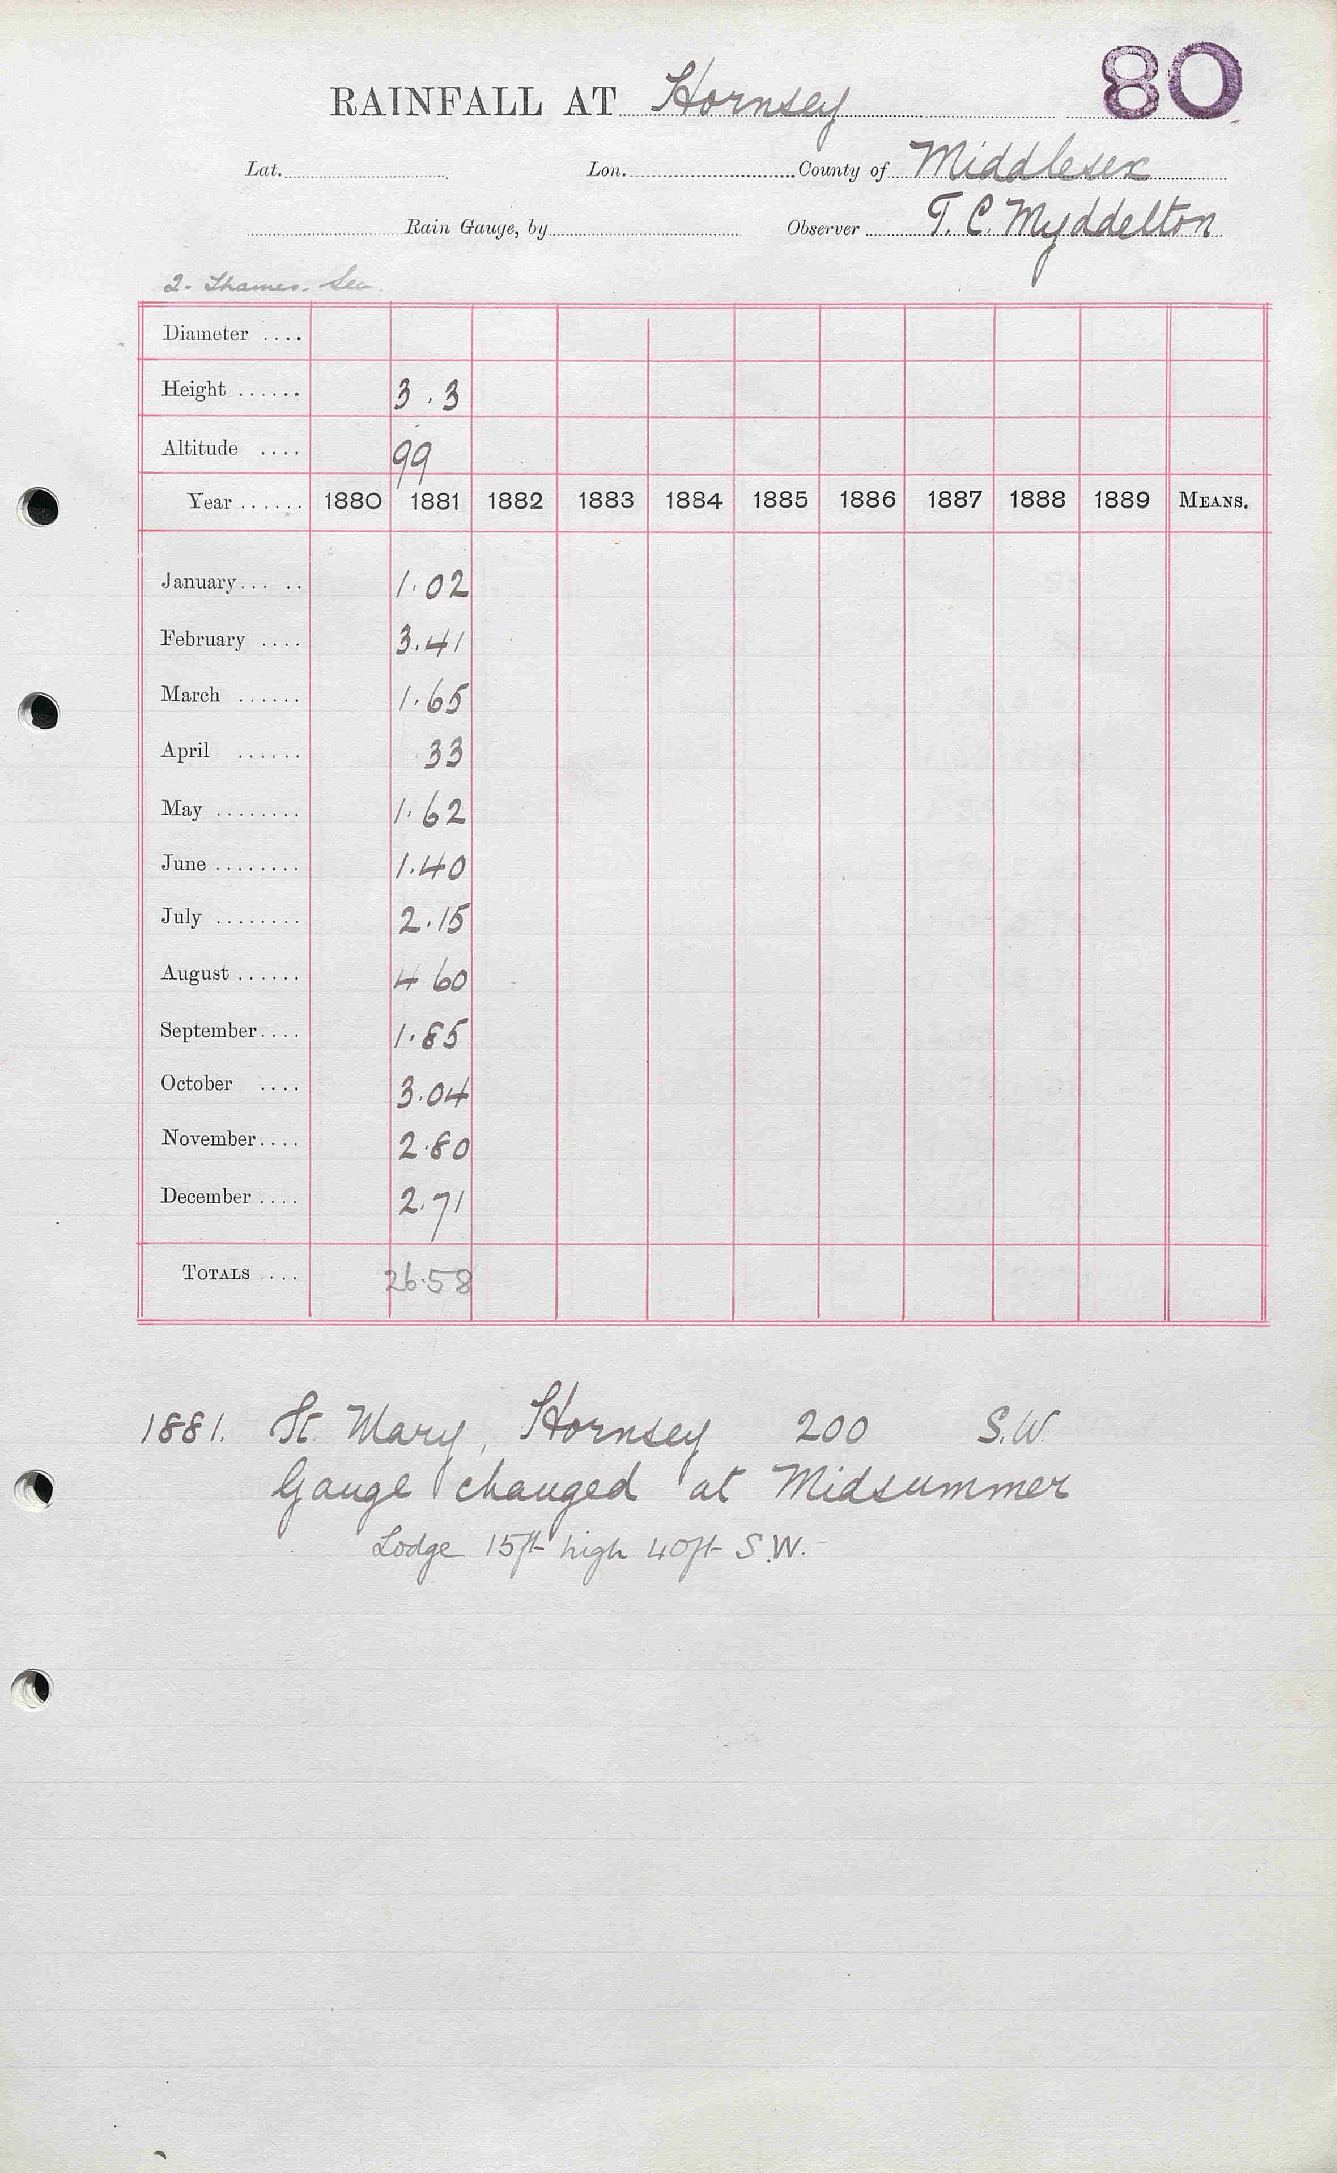 80
RAINFALL AT Hornsey
Lat. Lon. County of Middlesex
Rain Gauge, by Observer T. C. Myddelton
2. Thames. Lea.
Diameter ....
Height ...... 3.3
Altitude .... 99
Year ...... 1880 1881 1882 1883 1884 1885 1886 1887 1888 1889 MEANS.
January... .. 1.02
February .... 3.41
March ...... 1.65
April ...... .33
May ........ 1.62
June ........ 1.40
July ........ 2.15
August ...... 4 60
September.... 1.85
October .... 3.04
November.... 2.80
December .... 2.71
TOTALS .... 26.58
1881. St. Mary, Hornsey 200 S.W.
Gauge changed at Midsummer
Lodge 15ft high 40ft S.W.